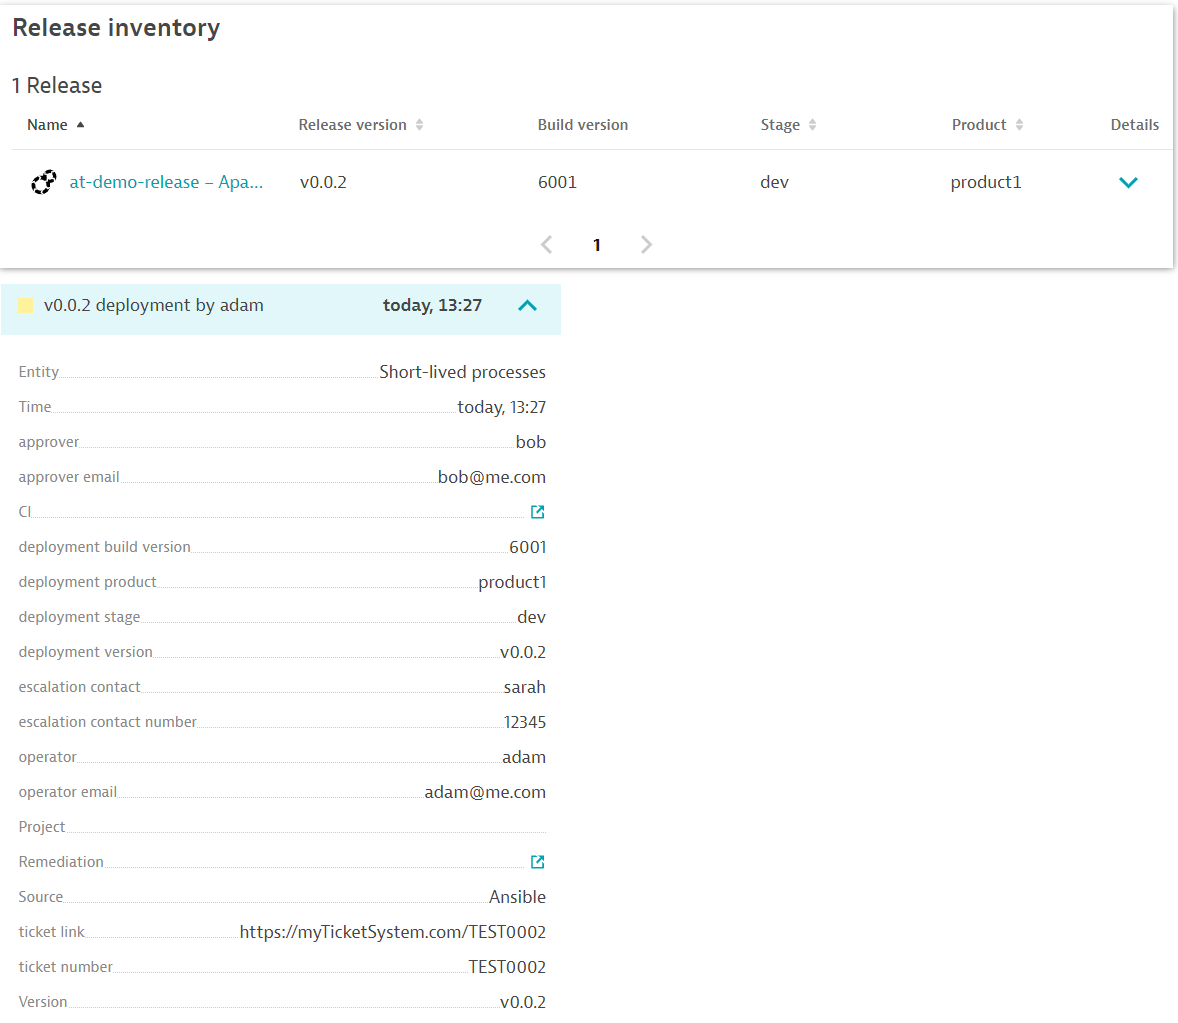 Release inventory
1 Release
Name Release version Build version Stage Product Details
at-demo-release – Apa... v0.0.2 6001 dev product1
1
v0.0.2 deployment by adam today, 13:27
Entity Short-lived processes
Time today, 13:27
approver bob
approver email bob@me.com
CI
deployment build version 6001
deployment product product1
deployment stage dev
deployment version v0.0.2
escalation contact sarah
escalation contact number 12345
operator adam
operator email adam@me.com
Project
Remediation
Source Ansible
ticket link https://myTicketSystem.com/TEST0002
ticket number TEST0002
Version v0.0.2